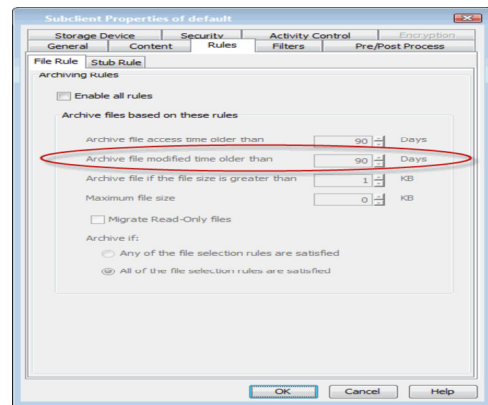 Subclient Properties of default
Storage Device Security Activity Control Encryption
General Content Rules Filters Pre/Post Process
File Rule Stub Rule
Archiving Rules
Enable all rules
Archive files based on these rules
Archive file access time older than 90 Days
Archive file modified time older than 90 Days
Archive file if the file size is greater than 1 KB
Maximum file size 0 KB
Migrate Read-Only files
Archive if:
Any of the file selection rules are satisfied
All of the file selection rules are satisfied
OK Cancel Help